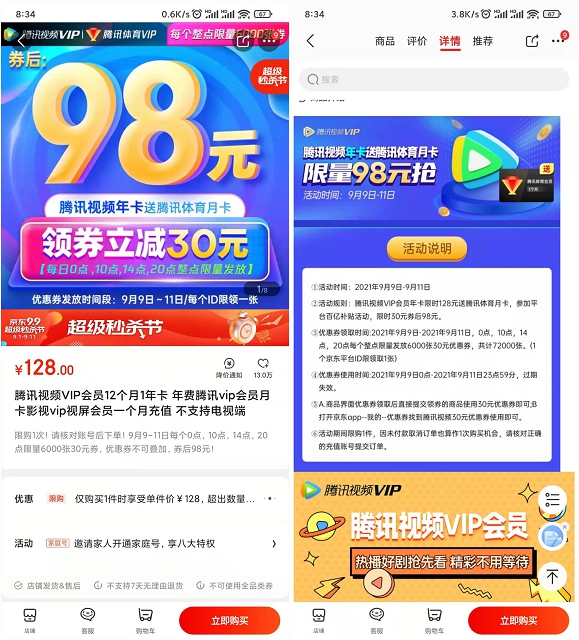 8:34
0.6K/s
67
腾讯视频VIP
腾讯体育VIP
每个整点限量6000张券
券后:
超级
秒杀节
98元
腾讯视频年卡送腾讯体育月卡
领券立减30元
【每日0点,10点,14点,20点整点限量发放】
1/8
优惠券发放时间段：9月9日~11日/每个ID限领一张
京东9.9
超级秒杀节
9.1-9.11
超级秒杀节
¥128.00
降价通知
13.0万
腾讯视频VIP会员12个月1年卡 年费腾讯vip会员月
卡影视vip视屏会员一个月充值 不支持电视端
限购1次! 请核对账号后下单! 9月9-11日每个0点, 10点, 14点, 20
点限量6000张30元券, 优惠券不可叠加, 券后98元!
优惠
限购
仅购买1件时享受单件价¥128，超出数量...
活动
家庭号
邀请家人开通家庭号，享八大特权
店铺发货&售后
不支持7天无理由退货
不可使用全品类券
店铺
客服
购物车
立即购买
8:34
3.8K/s
67
商品
评价
详情
推荐
9
搜索
腾讯视频VIP
腾讯视频年卡送腾讯体育月卡
限量98元抢
活动时间：9月9日-11日
送
腾讯体育会员
活动说明
①活动时间：2021年9月9日-9月11日
②活动规则：腾讯视频VIP会员年卡限时128元送腾讯体育月卡，参加平
台百亿补贴活动，限时30元券后98元。
③优惠券领取时间:2021年9月9日-2021年9月11日，0点，10点，14
点，20点每个整点限量发放6000张30元优惠券，共计72000张。(1
个京东平台ID限领取1张)
④优惠券使用时间:2021年9月9日0点-2021年9月11日23点59分，过期
失效。
⑤A.商品界面优惠券领取后直接提交领券的商品使用30元优惠券即可;B
打开京东app--我的--优惠券找到腾讯视频30元优惠券使用即可。
⑥活动期间限购1件，因未付款取消订单也算作1次购买机会，请核对正确
的充值账号提交订单。
腾讯视频VIP
腾讯视频VIP会员
热播好剧抢先看 精彩不用等待
店铺
客服
购物车
立即购买